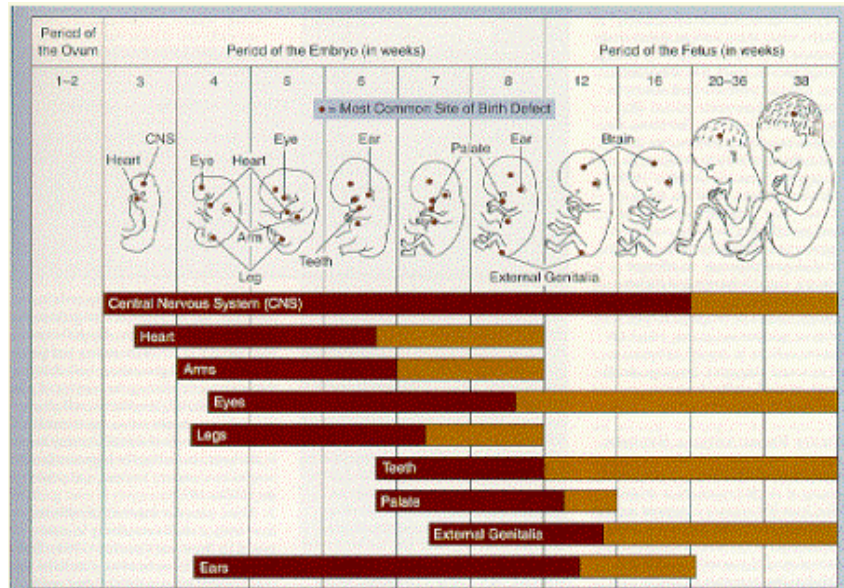 Period of
the Ovum
Period of the Embryo (in weeks)
Period of the Fetus (in weeks)
1–2 3 4 5 6 7 8 12 16 20–36 38
= Most Common Site of Birth Defect
CNS
Heart
Eye
Heart
Eye
Ear
Palate
Ear
Brain
Arm
Leg
Teeth
External Genitalia
Central Nervous System (CNS)
Heart
Arms
Eyes
Legs
Teeth
Palate
External Genitalia
Ears